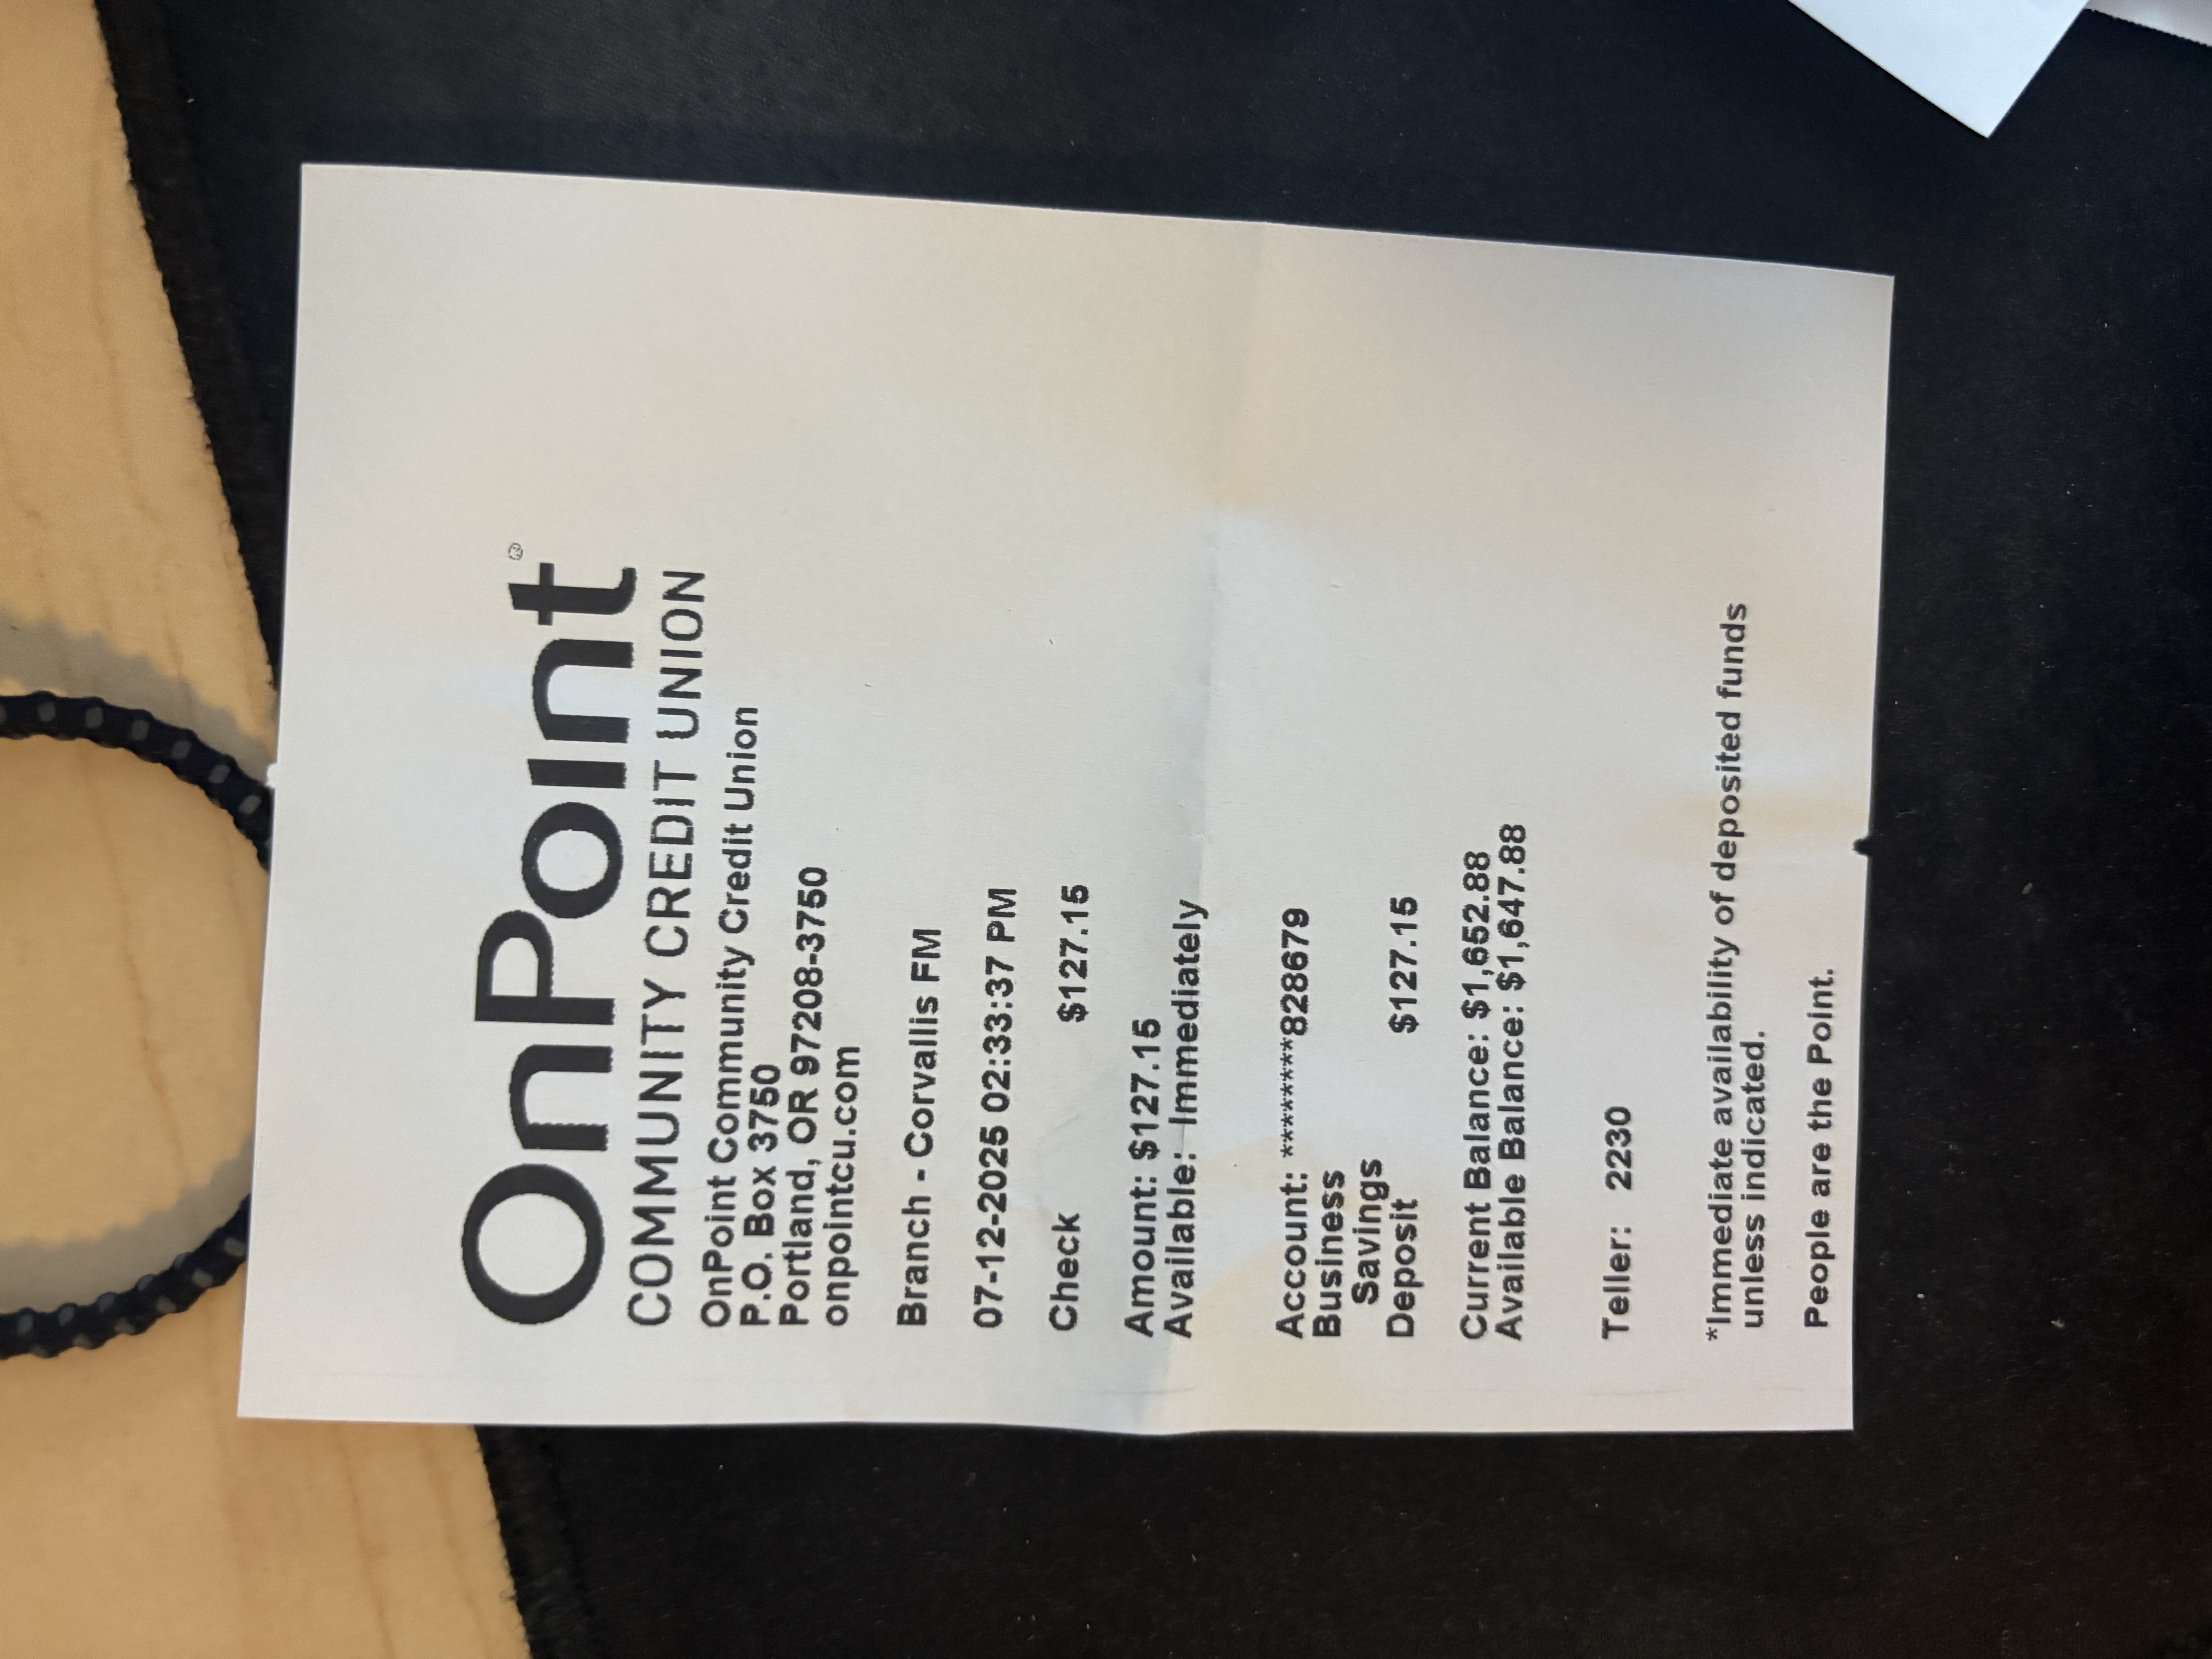 OnPoint®
COMMUNITY CREDIT UNION
OnPoint Community Credit Union
P.O. Box 3750
Portland, OR 97208-3750
onpointcu.com
Branch - Corvallis FM
07-12-2025 02:33:37 PM
Check $127.15
Amount: $127.15
Available: Immediately
Account: ********828679
Business
Savings
Deposit $127.15
Current Balance: $1,652.88
Available Balance: $1,647.88
Teller: 2230
*Immediate availability of deposited funds
unless indicated.
People are the Point.